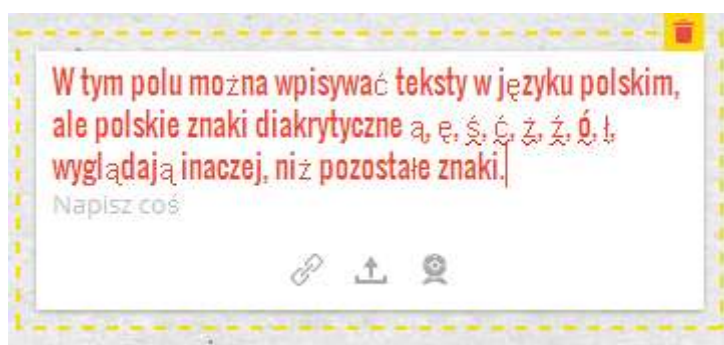 W tym polu można wpisywać teksty w języku polskim,
ale polskie znaki diakrytyczne ą, ę, ś, ć, ż, ź, ó, ł,
wyglądają inaczej, niż pozostałe znaki.
Napisz coś